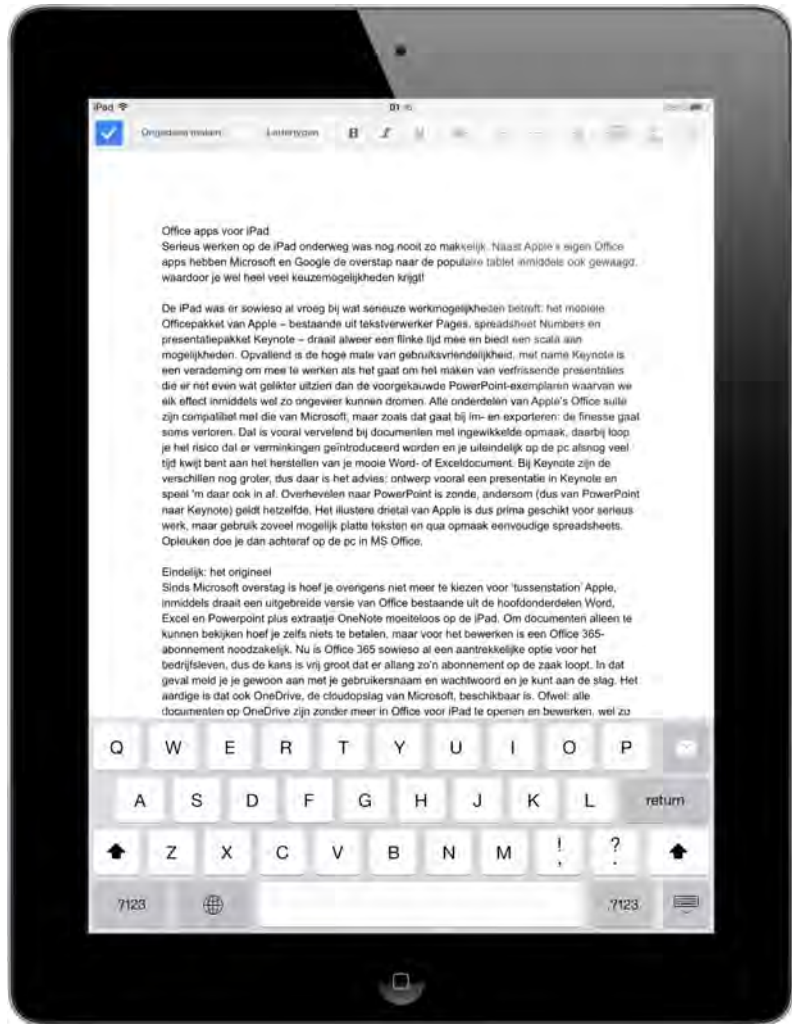 iPad
Ongedaan maken Lettertypen B I U
Office apps voor iPad
Serieus werken op de iPad onderweg was nog nooit zo makkelijk. Naast Apple's eigen Office
apps hebben Microsoft en Google de overstap naar de populaire tablet inmiddels ook gewaagd,
waardoor je wel heel veel keuzemogelijkheden krijgt!
De iPad was er sowieso al vroeg bij wat serieuze werkmogelijkheden betreft: het mobiele
Officepakket van Apple – bestaande uit tekstverwerker Pages, spreadsheet Numbers en
presentatiepakket Keynote – draait alweer een flinke tijd mee en biedt een scala aan
mogelijkheden. Opvallend is de hoge mate van gebruiksvriendelijkheid, met name Keynote is
een verademing om mee te werken als het gaat om het maken van verfrissende presentaties
die er net even wat gelikter uitzien dan de voorgekauwde PowerPoint-exemplaren waarvan we
elk effect inmiddels wel zo ongeveer kunnen dromen. Alle onderdelen van Apple's Office suite
zijn compatibel met die van Microsoft, maar zoals dat gaat bij im- en exporteren: de finesse gaat
soms verloren. Dat is vooral vervelend bij documenten met ingewikkelde opmaak, daarbij loop
je het risico dat er verminkingen geïntroduceerd worden en je uiteindelijk op de pc alsnog veel
tijd kwijt bent aan het herstellen van je mooie Word- of Exceldocument. Bij Keynote zijn de
verschillen nog groter, dus daar is het advies: ontwerp vooral een presentatie in Keynote en
speel 'm daar ook in af. Overhevelen naar PowerPoint is zonde, andersom (dus van PowerPoint
naar Keynote) geldt hetzelfde. Het illustere drietal van Apple is dus prima geschikt voor serieus
werk, maar gebruik zoveel mogelijk platte teksten en qua opmaak eenvoudige spreadsheets.
Opleuken doe je dan achteraf op de pc in MS Office.
Eindelijk: het origineel
Sinds Microsoft overstag is hoef je overigens niet meer te kiezen voor 'tussenstation' Apple,
inmiddels draait een uitgebreide versie van Office bestaande uit de hoofdonderdelen Word,
Excel en Powerpoint plus extraatje OneNote moeiteloos op de iPad. Om documenten alleen te
kunnen bekijken hoef je zelfs niets te betalen, maar voor het bewerken is een Office 365-
abonnement noodzakelijk. Nu is Office 365 sowieso al een aantrekkelijke optie voor het
bedrijfsleven, dus de kans is vrij groot dat er allang zo'n abonnement op de zaak loopt. In dat
geval meld je je gewoon aan met je gebruikersnaam en wachtwoord en je kunt aan de slag. Het
aardige is dat ook OneDrive, de cloudopslag van Microsoft, beschikbaar is. Ofwel: alle
documenten op OneDrive zijn zonder meer in Office voor iPad te openen en bewerken, wel zo
Q W E R T Y U I O P
A S D F G H J K L return
Z X C V B N M ! , ? .
.?123 .?123